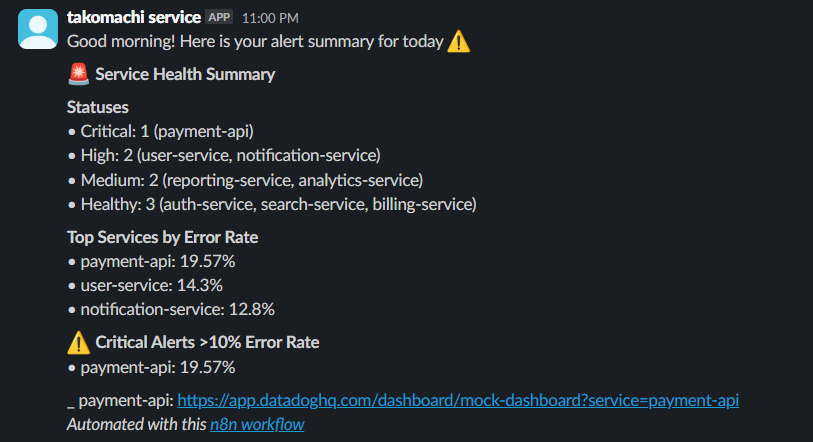 takomachi service APP 11:00 PM
Good morning! Here is your alert summary for today ⚠️
🚨 Service Health Summary
Statuses
• Critical: 1 (payment-api)
• High: 2 (user-service, notification-service)
• Medium: 2 (reporting-service, analytics-service)
• Healthy: 3 (auth-service, search-service, billing-service)
Top Services by Error Rate
• payment-api: 19.57%
• user-service: 14.3%
• notification-service: 12.8%
⚠️ Critical Alerts >10% Error Rate
• payment-api: 19.57%
_ payment-api: https://app.datadoghq.com/dashboard/mock-dashboard?service=payment-api
Automated with this n8n workflow